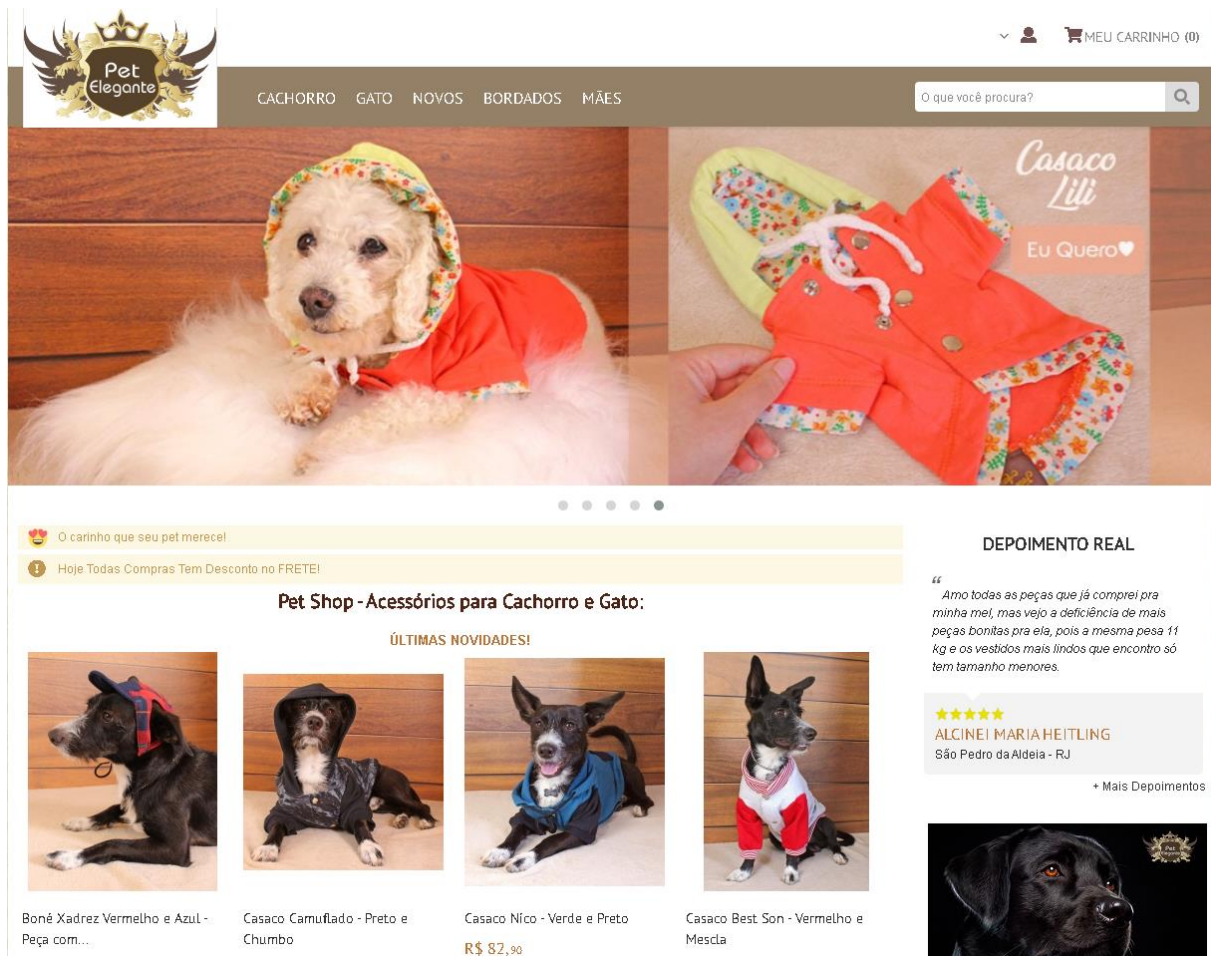 Pet
Elegante
MEU CARRINHO (0)
CACHORRO GATO NOVOS BORDADOS MÃES
O que você procura?
Casaco
Lili
Eu Quero
O carinho que seu pet merece!
Hoje Todas Compras Tem Desconto no FRETE!
Pet Shop - Acessórios para Cachorro e Gato:
ÚLTIMAS NOVIDADES!
Boné Xadrez Vermelho e Azul -
Peça com...
Casaco Camuflado - Preto e
Chumbo
Casaco Nico - Verde e Preto
R$ 82,90
Casaco Best Son - Vermelho e
Mescla
DEPOIMENTO REAL
“
Amo todas as peças que já comprei pra
minha mel, mas vejo a deficiência de mais
peças bonitas pra ela, pois a mesma pesa 11
kg e os vestidos mais lindos que encontro só
tem tamanho menores.
ALCINEI MARIA HEITLING
São Pedro da Aldeia - RJ
+ Mais Depoimentos
Pet
Elegante